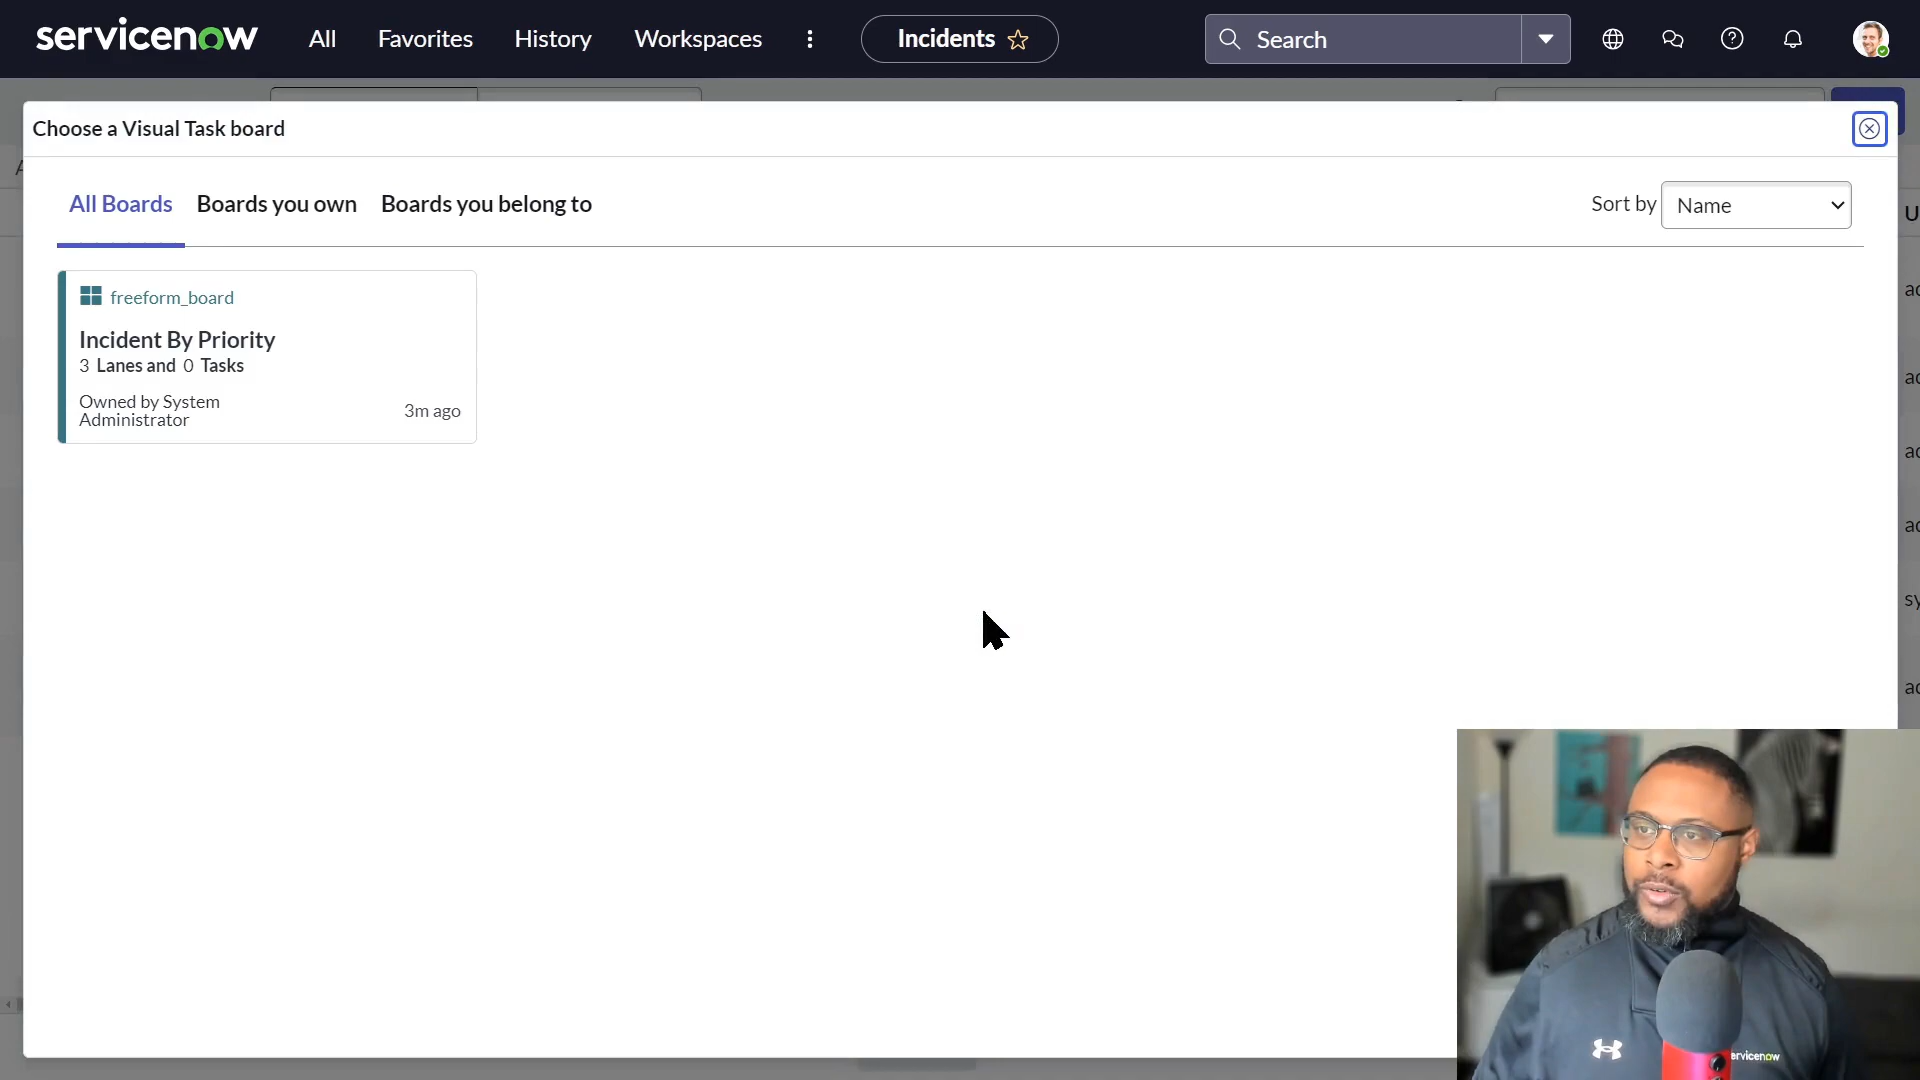 servicenow All Favorites History Workspaces Incidents Search
Choose a Visual Task board
All Boards Boards you own Boards you belong to Sort by Name
freeform_board
Incident By Priority
3 Lanes and 0 Tasks
Owned by System
Administrator
3m ago
ervicenow